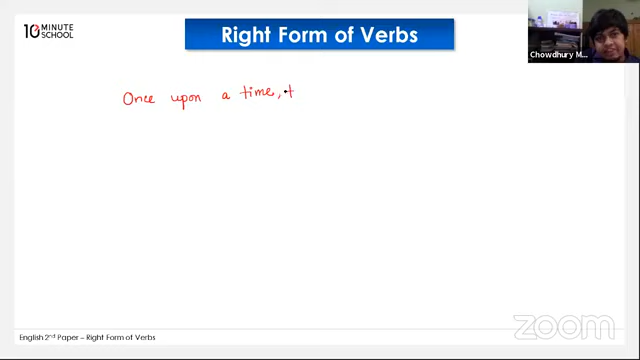 10 MINUTE SCHOOL
Right Form of Verbs
Chowdhury M...
Once upon a time, t
English 2nd Paper – Right Form of Verbs
zoom